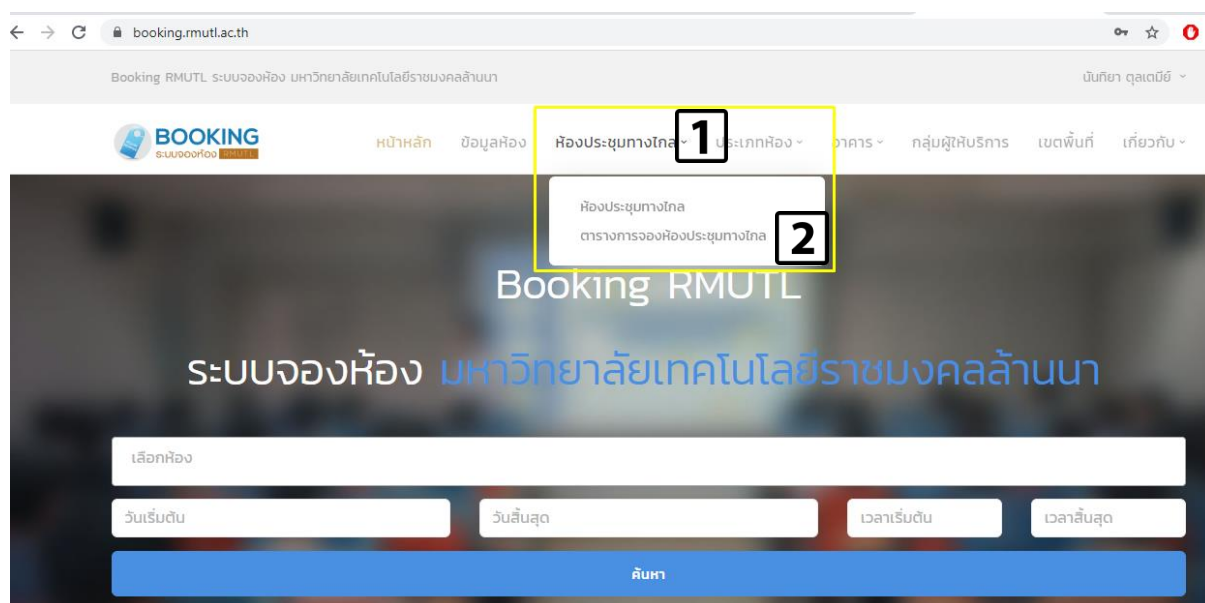 booking.rmutl.ac.th
Booking RMUTL ระบบจองห้อง มหาวิทยาลัยเทคโนโลยีราชมงคลล้านนา
นันทิยา ตุลเตมีย์
BOOKING
ระบบจองห้อง RMUTL
หน้าหลัก ข้อมูลห้อง ห้องประชุมทางไกล 1 ประเภทห้อง อาคาร กลุ่มผู้ให้บริการ เขตพื้นที่ เกี่ยวกับ
ห้องประชุมทางไกล
ตารางการจองห้องประชุมทางไกล 2
Booking RMUTL
ระบบจองห้อง มหาวิทยาลัยเทคโนโลยีราชมงคลล้านนา
เลือกห้อง
วันเริ่มต้น วันสิ้นสุด เวลาเริ่มต้น เวลาสิ้นสุด
ค้นหา